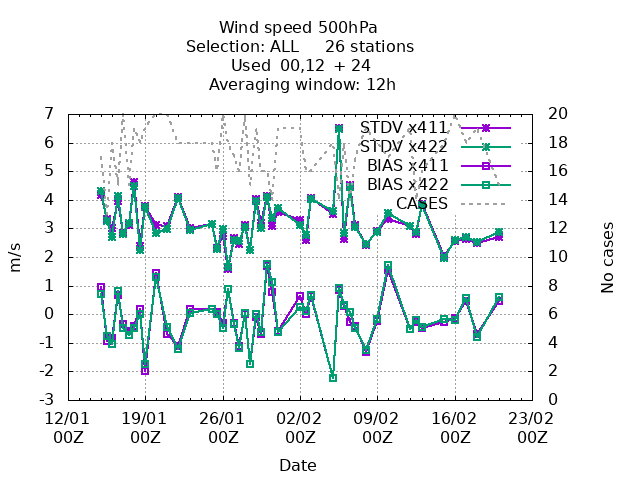 Wind speed 500hPa
Selection: ALL 26 stations
Used 00,12 + 24
Averaging window: 12h
7
6
5
4
3
2
1
0
-1
-2
-3
20
18
16
14
12
10
8
6
4
2
0
STDV x411
STDV x422
BIAS x411
BIAS x422
CASES
m/s
No cases
12/01 19/01 26/01 02/02 09/02 16/02 23/02
00Z 00Z 00Z 00Z 00Z 00Z 00Z
Date